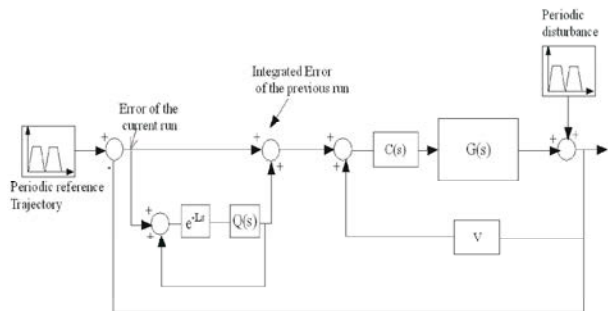 Periodic
disturbance
Integrated Error
of the previous run
Error of the
current run
+
+
+
+
+
-
+
+
+
C(s)
G(s)
Periodic reference
Trajectory
+
+
e-Ls
Q(s)
V